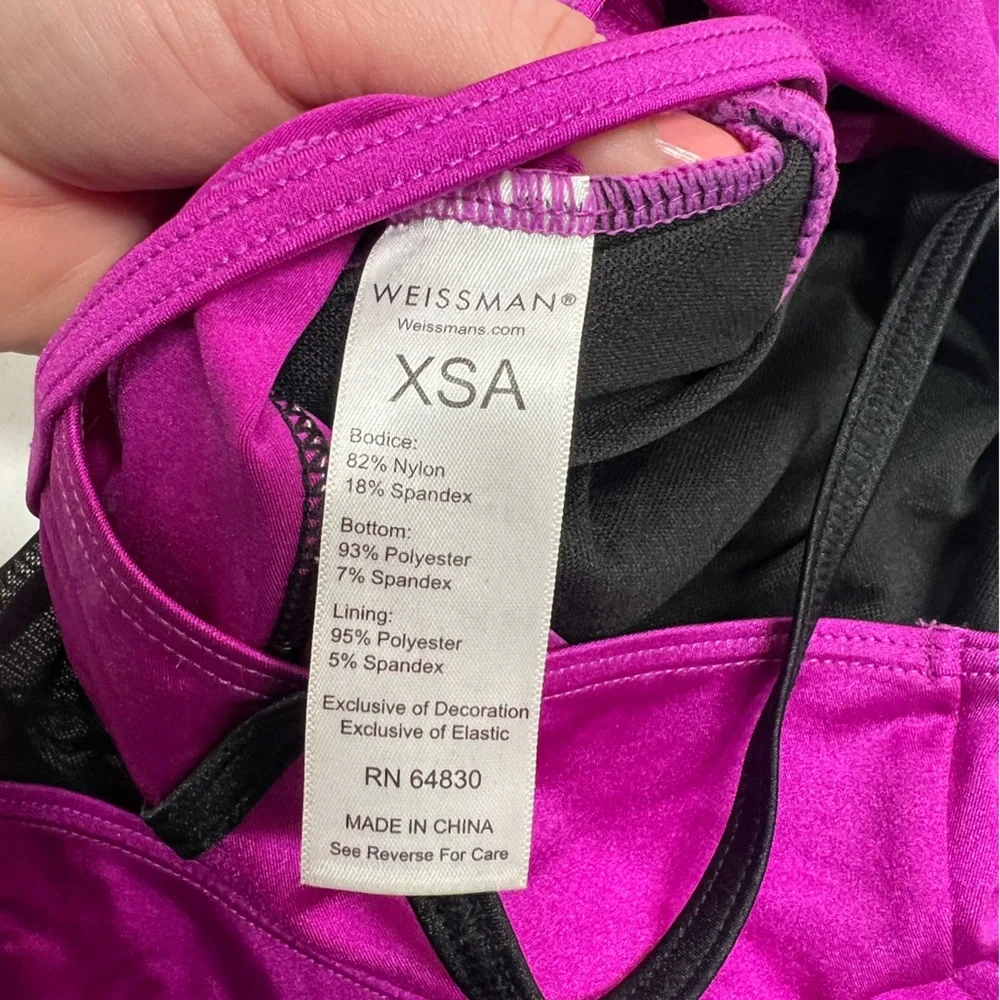 WEISSMAN®
Weissmans.com
XSA
Bodice:
82% Nylon
18% Spandex
Bottom:
93% Polyester
7% Spandex
Lining:
95% Polyester
5% Spandex
Exclusive of Decoration
Exclusive of Elastic
RN 64830
MADE IN CHINA
See Reverse For Care